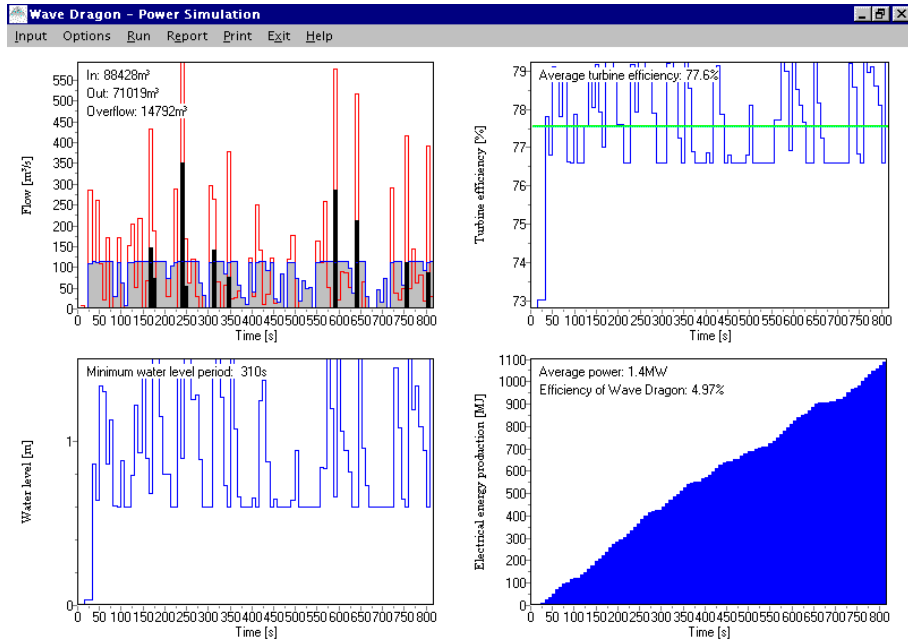 Wave Dragon - Power Simulation
Input Options Run Report Print Exit Help
In: 88428m³
Out: 71019m³
Overflow: 14792m³
Flow [m³/s]
550
500
450
400
350
300
250
200
150
100
50
0
0 50 100 150 200 250 300 350 400 450 500 550 600 650 700 750 800
Time [s]
Average turbine efficiency: 77.6%
Turbine efficiency [%]
79
78
77
76
75
74
73
0 50 100 150 200 250 300 350 400 450 500 550 600 650 700 750 800
Time [s]
Minimum water level period: 310s
Water level [m]
1
0
0 50 100 150 200 250 300 350 400 450 500 550 600 650 700 750 800
Time [s]
Average power: 1.4MW
Efficiency of Wave Dragon: 4.97%
Electrical energy production [MJ]
1100
1000
900
800
700
600
500
400
300
200
100
0
0 50 100 150 200 250 300 350 400 450 500 550 600 650 700 750 800
Time [s]